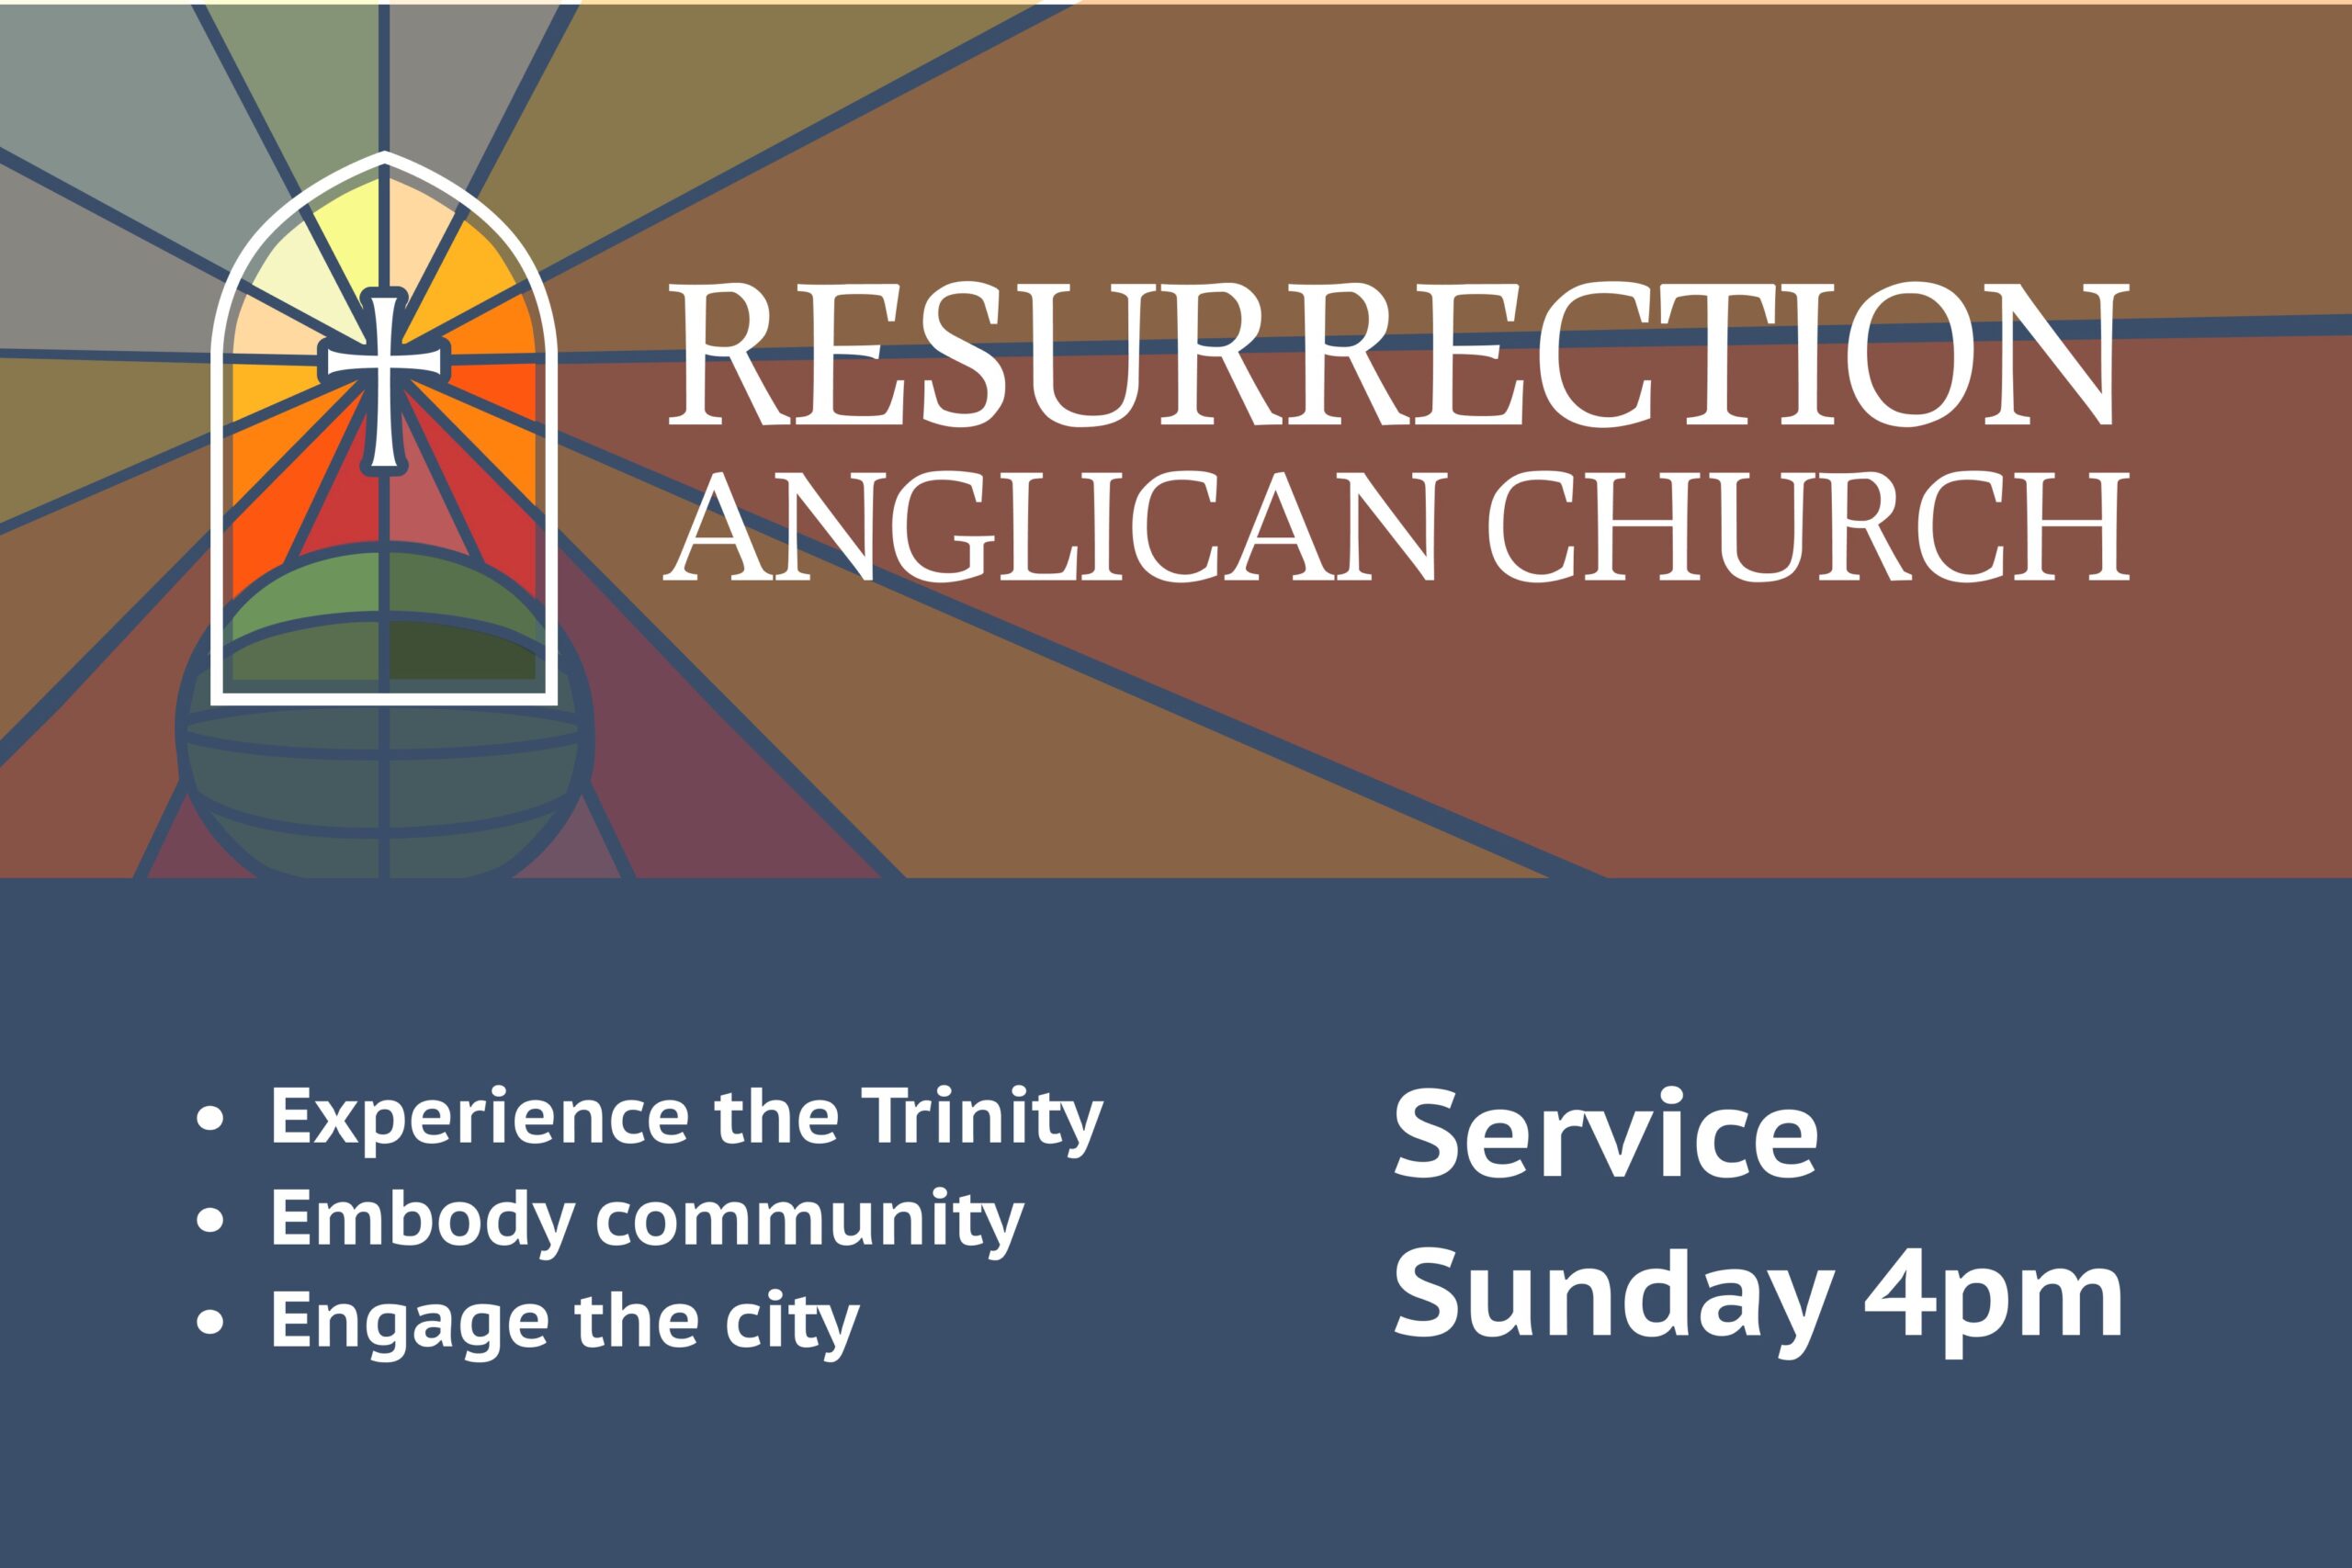 RESURRECTION
ANGLICAN CHURCH
• Experience the Trinity
• Embody community
• Engage the city
Service
Sunday 4pm